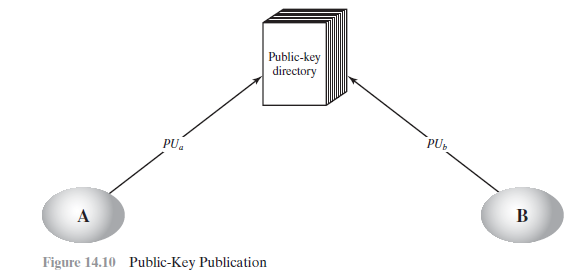 Public-key
directory
PUa
PUb
A
B
Figure 14.10 Public-Key Publication